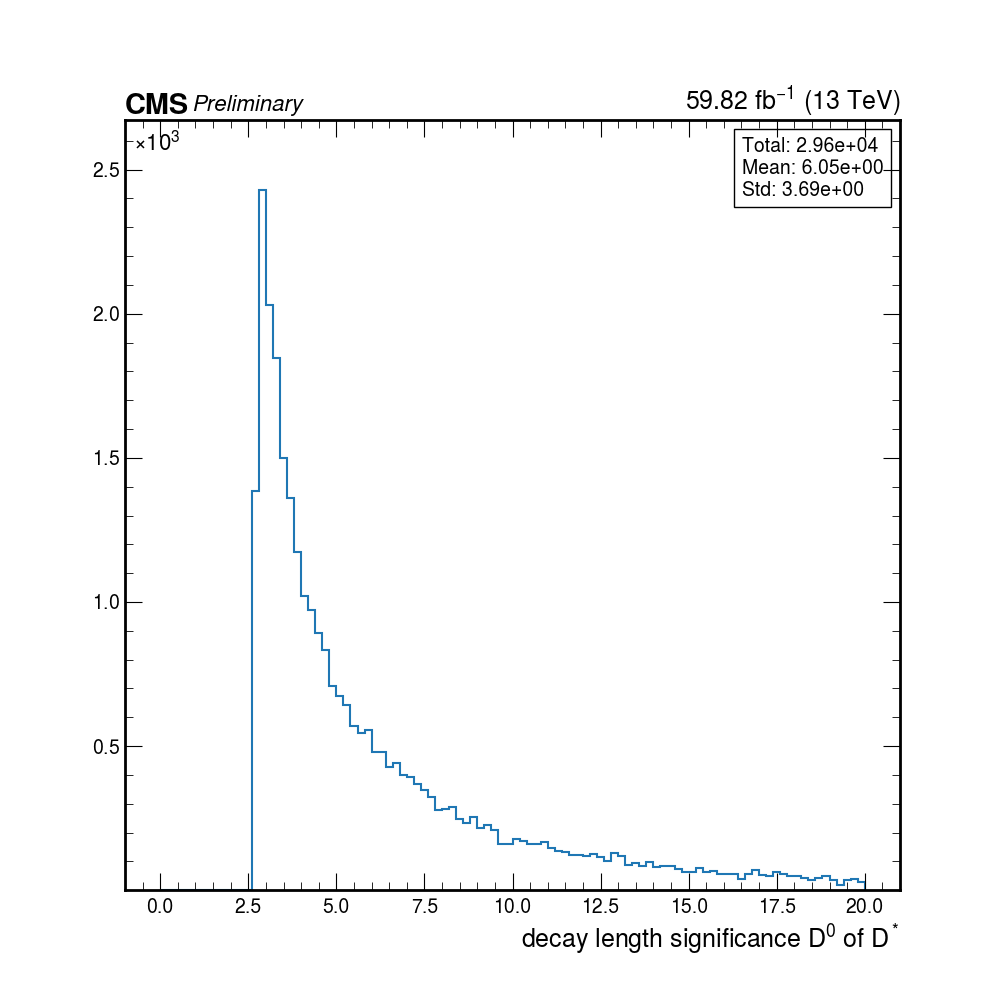 CMS Preliminary 59.82 fb⁻¹ (13 TeV)
×10³
Total: 2.96e+04
Mean: 6.05e+00
Std: 3.69e+00
2.5
2.0
1.5
1.0
0.5
0.0 2.5 5.0 7.5 10.0 12.5 15.0 17.5 20.0
decay length significance D⁰ of D*